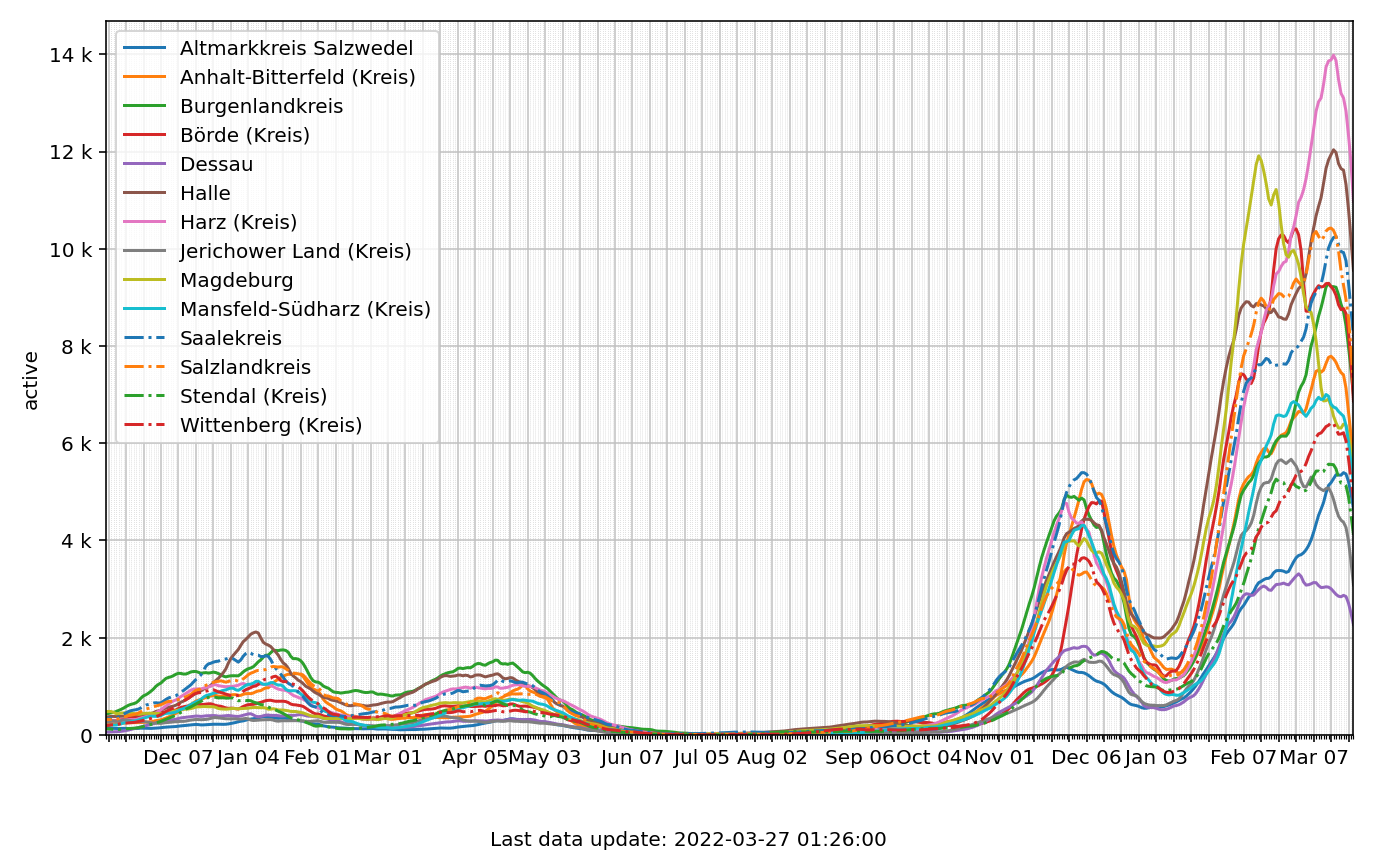 14 k
12 k
10 k
8 k
6 k
4 k
2 k
0
active
Altmarkkreis Salzwedel
Anhalt-Bitterfeld (Kreis)
Burgenlandkreis
Börde (Kreis)
Dessau
Halle
Harz (Kreis)
Jerichower Land (Kreis)
Magdeburg
Mansfeld-Südharz (Kreis)
Saalekreis
Salzlandkreis
Stendal (Kreis)
Wittenberg (Kreis)
Dec 07 Jan 04 Feb 01 Mar 01 Apr 05 May 03 Jun 07 Jul 05 Aug 02 Sep 06 Oct 04 Nov 01 Dec 06 Jan 03 Feb 07 Mar 07
Last data update: 2022-03-27 01:26:00